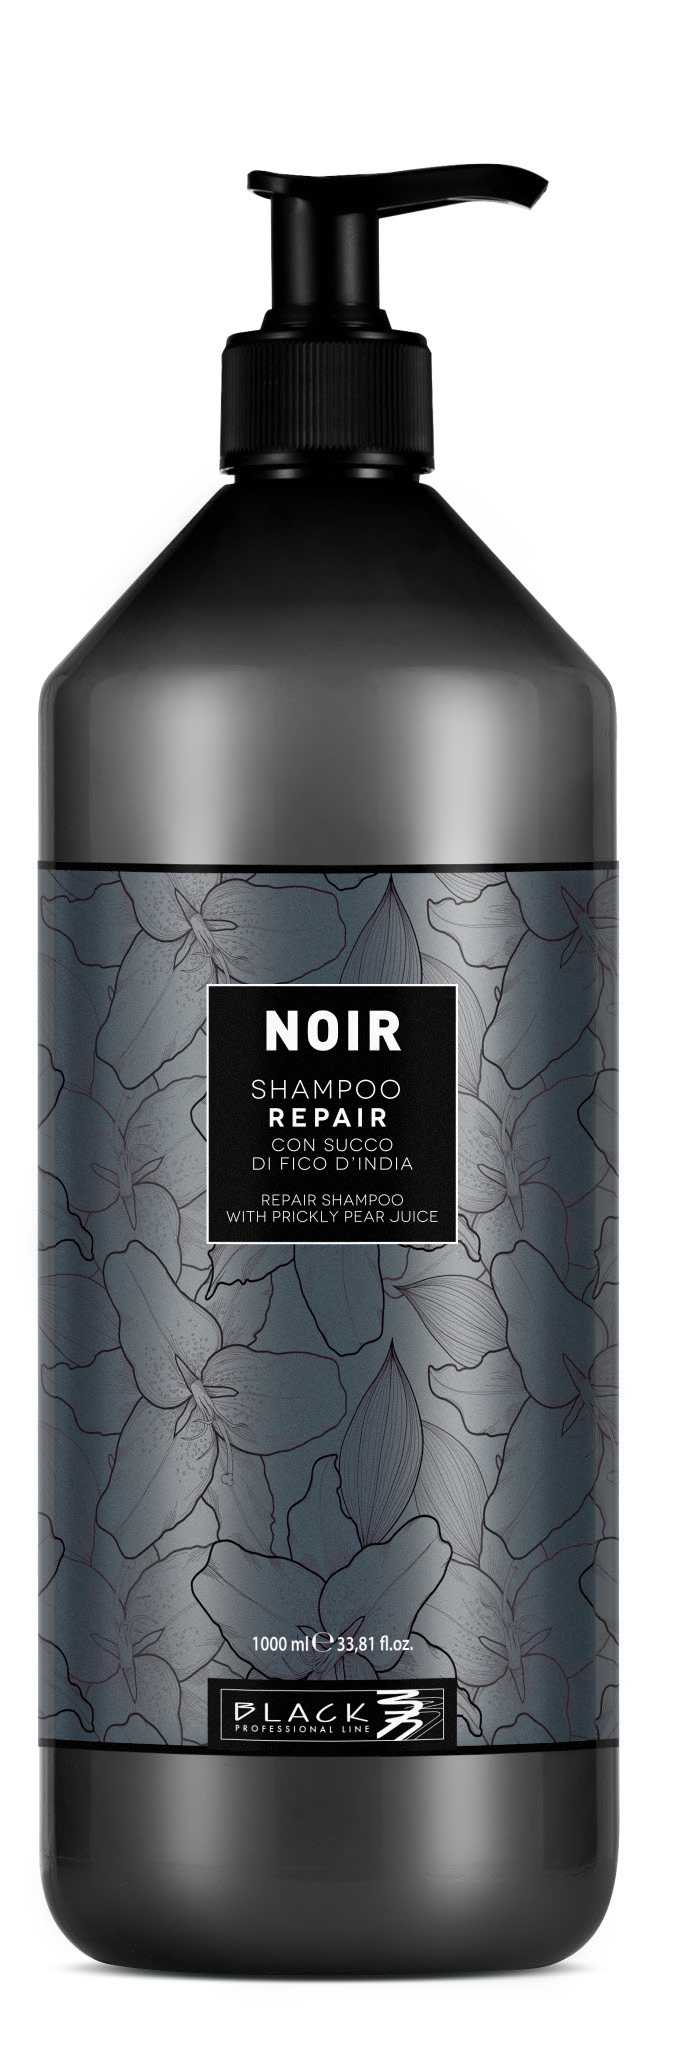 NOIR
SHAMPOO
REPAIR
CON SUCCO
DI FICO D'INDIA
REPAIR SHAMPOO
WITH PRICKLY PEAR JUICE
1000 ml ℮ 33,81 fl.oz.
BLACK
PROFESSIONAL LINE